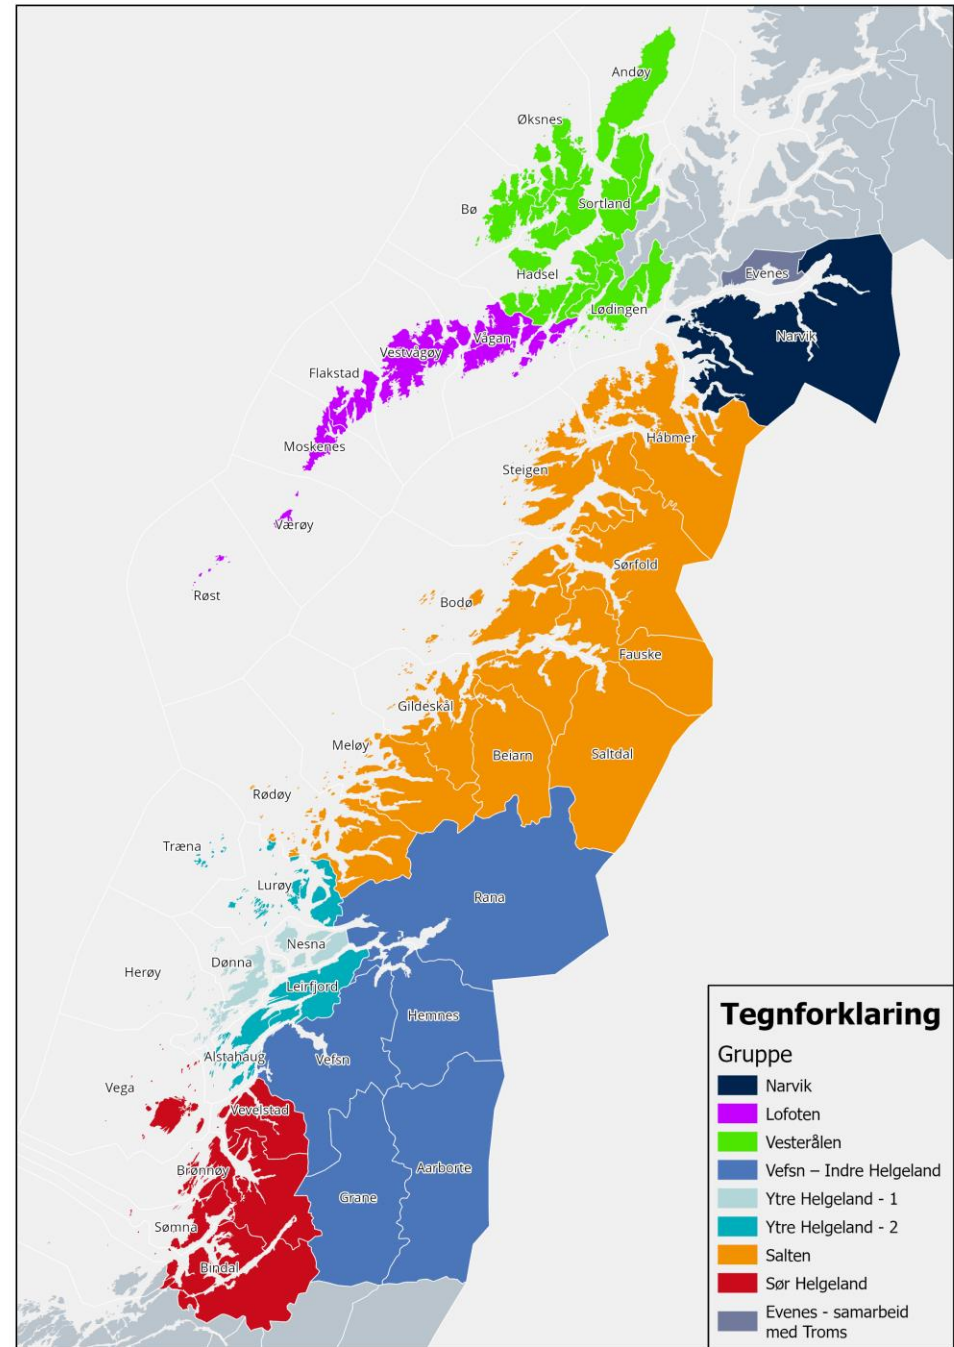 Andøy
Øksnes
Bø
Sortland
Hadsel
Evenes
Lødingen
Narvik
Vågan
Vestvågøy
Flakstad
Hábmer
Moskenes
Steigen
Værøy
Sørfold
Røst
Bodø
Fauske
Gildeskål
Meløy
Beiarn
Saltdal
Rødøy
Træna
Lurøy
Rana
Nesna
Dønna
Herøy
Leirfjord
Hemnes
Alstahaug
Vefsn
Vega
Vevelstad
Brønnøy
Aarborte
Grane
Sømna
Bindal
Tegnforklaring
Gruppe
Narvik
Lofoten
Vesterålen
Vefsn – Indre Helgeland
Ytre Helgeland - 1
Ytre Helgeland - 2
Salten
Sør Helgeland
Evenes - samarbeid
med Troms